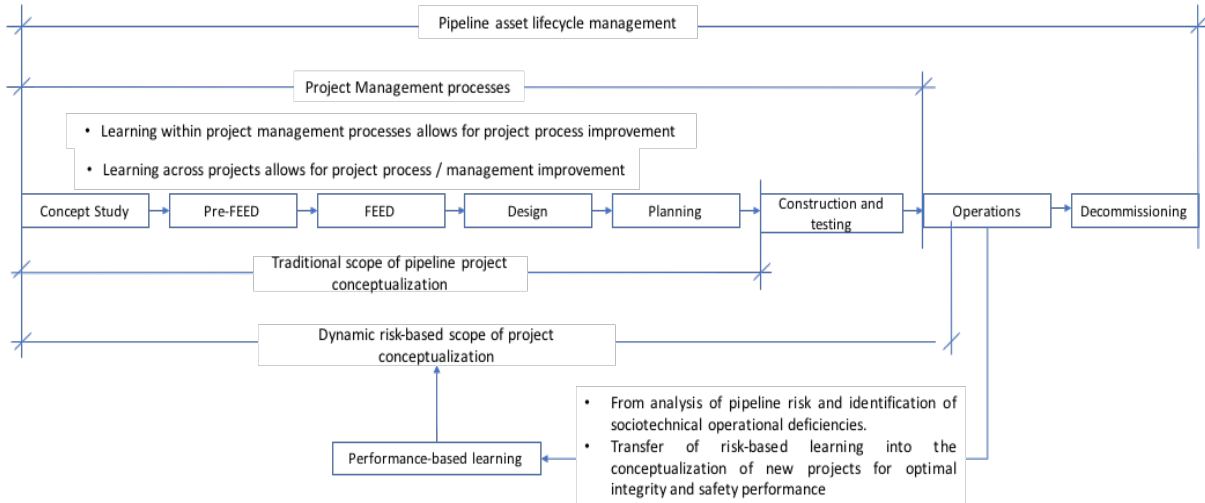 Pipeline asset lifecycle management
Project Management processes
• Learning within project management processes allows for project process improvement
• Learning across projects allows for project process / management improvement
Concept Study
Pre-FEED
FEED
Design
Planning
Construction and
testing
Operations
Decommissioning
Traditional scope of pipeline project
conceptualization
Dynamic risk-based scope of project
conceptualization
• From analysis of pipeline risk and identification of
sociotechnical operational deficiencies.
• Transfer of risk-based learning into the
conceptualization of new projects for optimal
integrity and safety performance
Performance-based learning